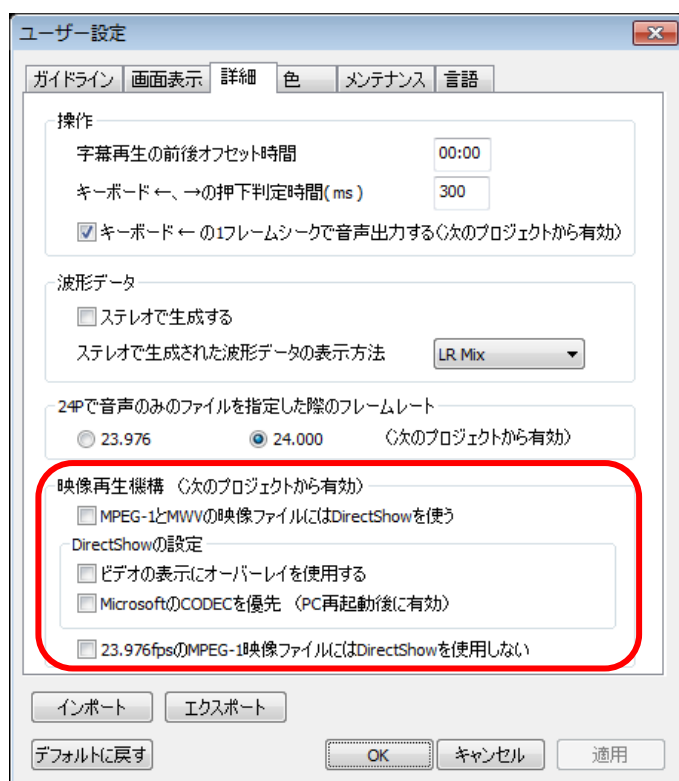 ユーザー設定
ガイドライン 画面表示 詳細 色 メンテナンス 言語
操作
字幕再生の前後オフセット時間 00:00
キーボード ←、→の押下判定時間( ms ) 300
キーボード ← の1フレームシークで音声出力する(次のプロジェクトから有効)
波形データ
ステレオで生成する
ステレオで生成された波形データの表示方法 LR Mix
24Pで音声のみのファイルを指定した際のフレームレート
23.976 24.000 (次のプロジェクトから有効)
映像再生機構 (次のプロジェクトから有効)
MPEG-1とMWVの映像ファイルにはDirectShowを使う
DirectShowの設定
ビデオの表示にオーバーレイを使用する
MicrosoftのCODECを優先 (PC再起動後に有効)
23.976fpsのMPEG-1映像ファイルにはDirectShowを使用しない
インポート エクスポート
デフォルトに戻す OK キャンセル 適用